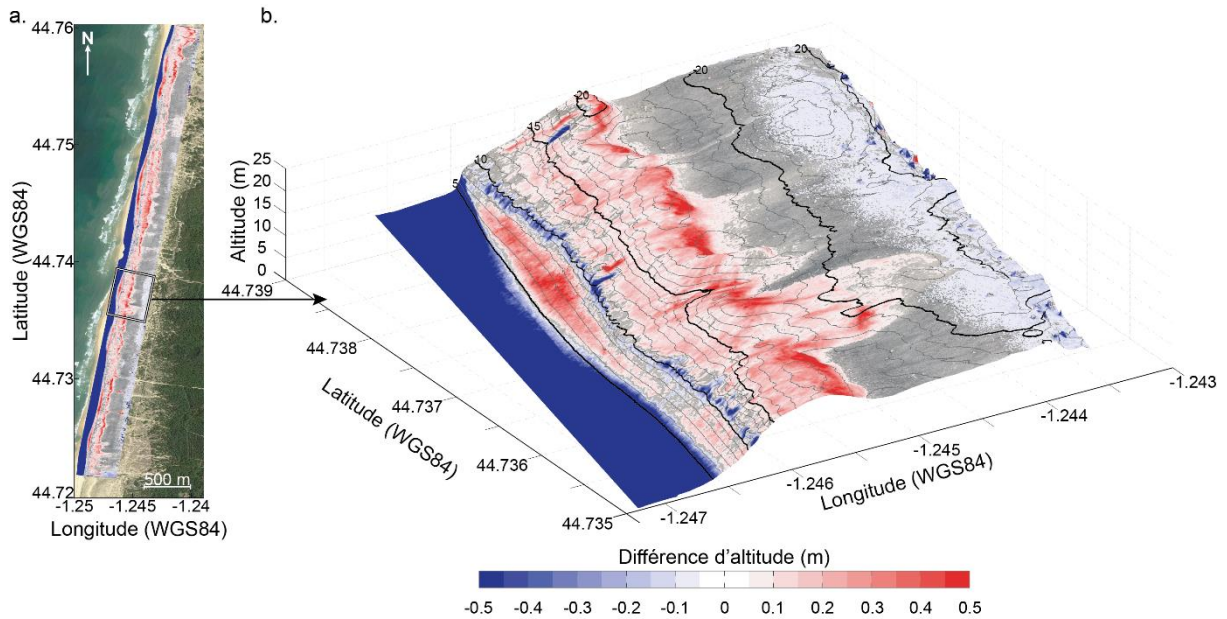 a.
b.
44.76
44.75
44.74
44.73
44.72
Latitude (WGS84)
N
500 m
-1.25
-1.245
-1.24
Longitude (WGS84)
25
20
15
10
5
0
Altitude (m)
20
20
20
15
10
5
44.739
44.738
44.737
44.736
44.735
Latitude (WGS84)
-1.247
-1.246
-1.245
-1.244
-1.243
Longitude (WGS84)
Différence d'altitude (m)
-0.5 -0.4 -0.3 -0.2 -0.1 0 0.1 0.2 0.3 0.4 0.5